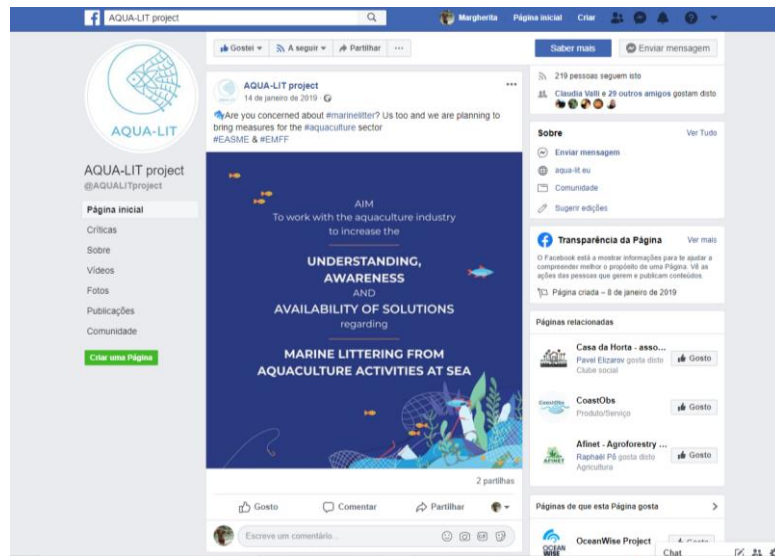 AQUA-LIT project
Margherita
Página inicial
Criar
AQUA-LIT
AQUA-LIT project
@AQUALITproject
Página inicial
Críticas
Sobre
Vídeos
Fotos
Publicações
Comunidade
Criar uma Página
Gostei
A seguir
Partilhar
...
AQUA-LIT project
14 de janeiro de 2019
Are you concerned about #marinelitter? Us too and we are planning to
bring measures for the #aquaculture sector
#EASME & #EMFF
AIM
To work with the aquaculture industry
to increase the
UNDERSTANDING,
AWARENESS
AND
AVAILABILITY OF SOLUTIONS
regarding
MARINE LITTERING FROM
AQUACULTURE ACTIVITIES AT SEA
2 partilhas
Gosto
Comentar
Partilhar
Escreve um comentário...
Saber mais
Enviar mensagem
219 pessoas seguem isto
Claudia Valli e 29 outros amigos gostam disto
Sobre
Ver Tudo
Enviar mensagem
aqua-lit.eu
Comunidade
Sugerir edições
Transparência da Página
Ver mais
O Facebook está a mostrar informações para te ajudar a
compreender melhor o propósito de uma Página. Vê as
ações das pessoas que gerem e publicam conteúdos.
Página criada – 8 de janeiro de 2019
Páginas relacionadas
Casa da Horta - asso...
Pavel Elizarov gosta disto
Clube social
Gosto
CoastObs
Produto/Serviço
Gosto
AFINET
Afinet - Agroforestry ...
Raphaël Pô gosta disto
Agricultura
Gosto
Páginas de que esta Página gosta
OCEAN
WISE
OceanWise Project
Chat